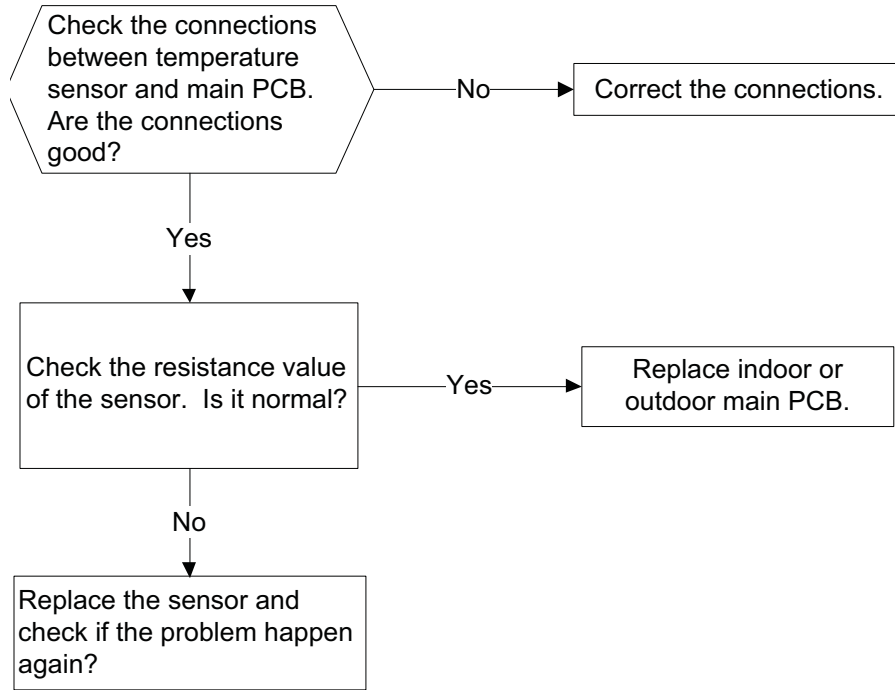 Check the connections
between temperature
sensor and main PCB.
Are the connections
good?
No
Correct the connections.
Yes
Check the resistance value
of the sensor.  Is it normal?
Yes
Replace indoor or
outdoor main PCB.
No
Replace the sensor and
check if the problem happen
again?